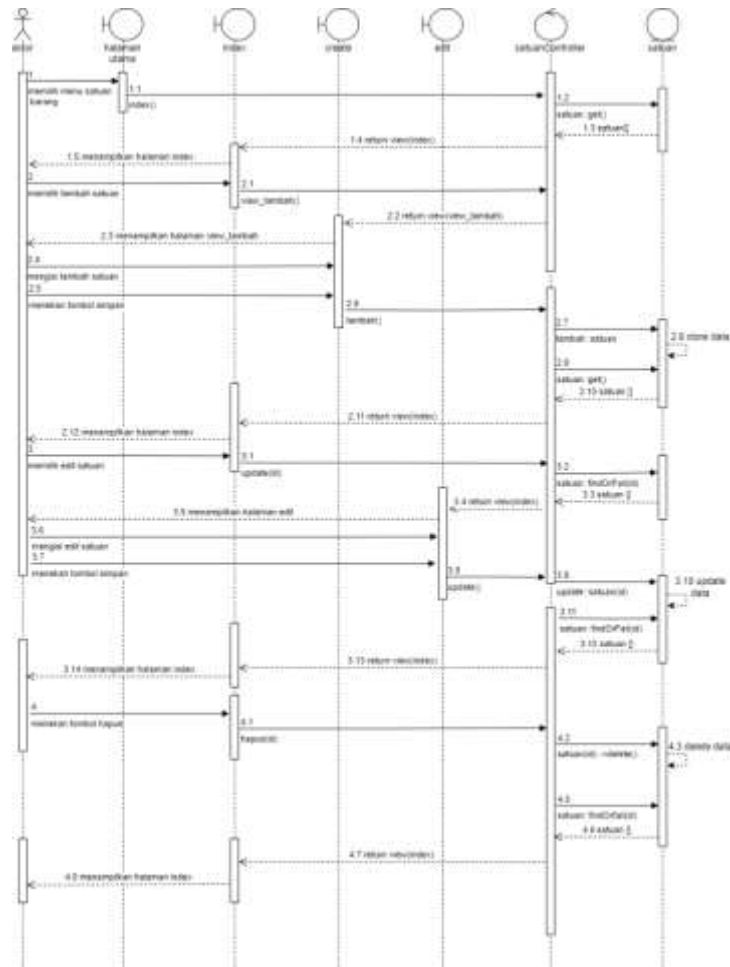 actor
halaman
utama
index
create
edit
satuanController
satuan
1
memilih menu satuan
barang
1.1
index()
1.2
satuan::get()
1.3 satuan[]
1.4 return view(index)
1.5 menampilkan halaman index
2
memilih tambah satuan
2.1
view_tambah()
2.2 return view(view_tambah)
2.3 menampilkan halaman view_tambah
2.4
mengisi tambah satuan
2.5
menekan tombol simpan
2.6
tambah()
2.7
tambah: satuan
2.8 store data
2.9
satuan::get()
2.10 satuan []
2.11 return view(index)
2.12 menampilkan halaman index
3
memilih edit satuan
3.1
update(id)
3.2
satuan::findOrFail(id)
3.3 satuan []
3.4 return view(index)
3.5 menampilkan halaman edit
3.6
mengisi edit satuan
3.7
menekan tombol simpan
3.8
update()
3.9
update: satuan(id)
3.10 update
data
3.11
satuan::findOrFail(id)
satuan []
3.13 return view(index)
3.14 menampilkan halaman index
4
menekan tombol hapus
4.1
hapus(id)
4.2
satuan(id)->delete()
4.3 delete data
satuan::findOrFail(id)
4.6 satuan []
4.7 return view(index)
4.8 menampilkan halaman index